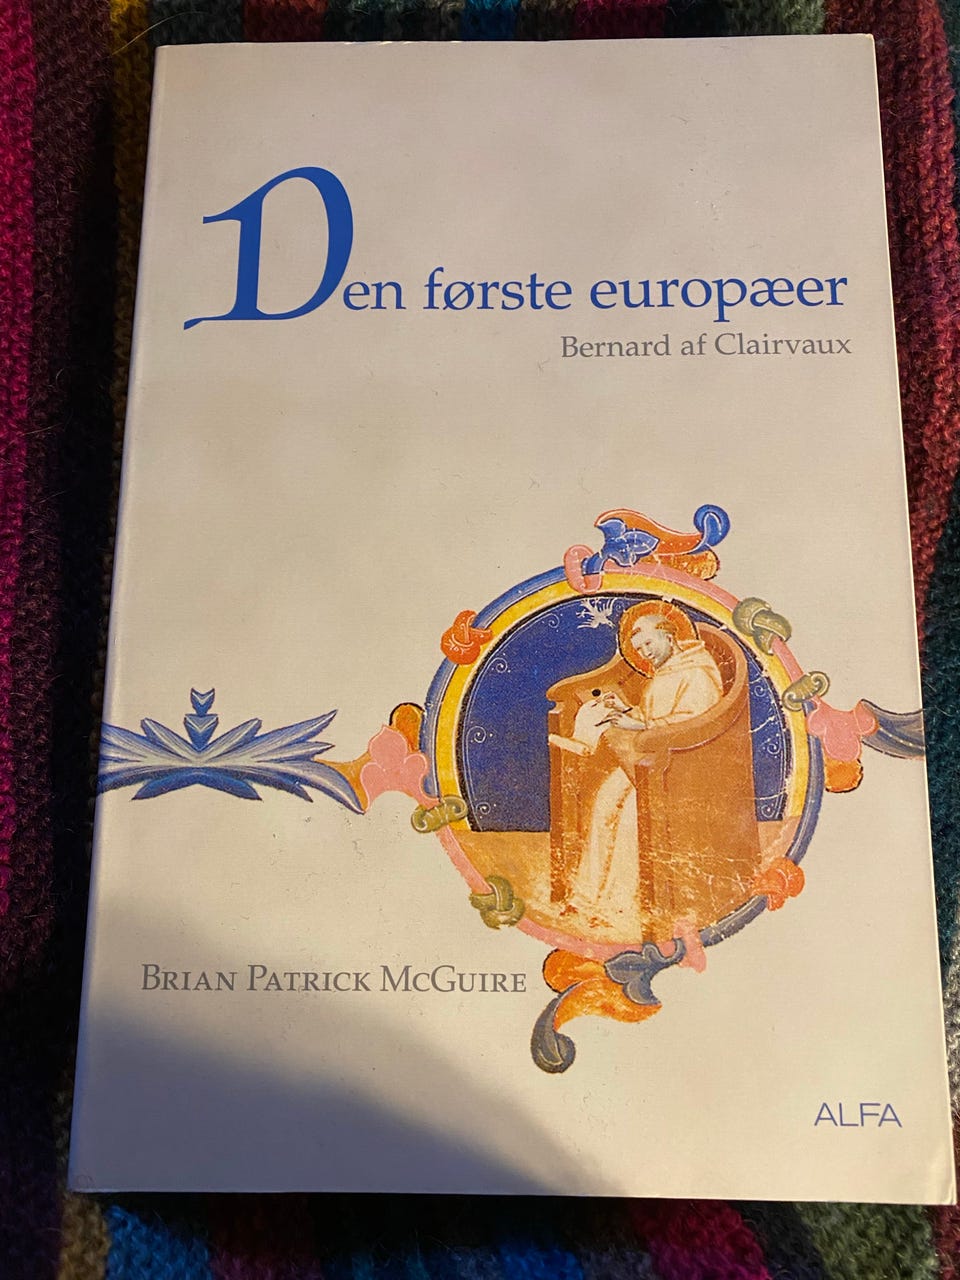 Den første europæer
Bernard af Clairvaux
BRIAN PATRICK MCGUIRE
ALFA